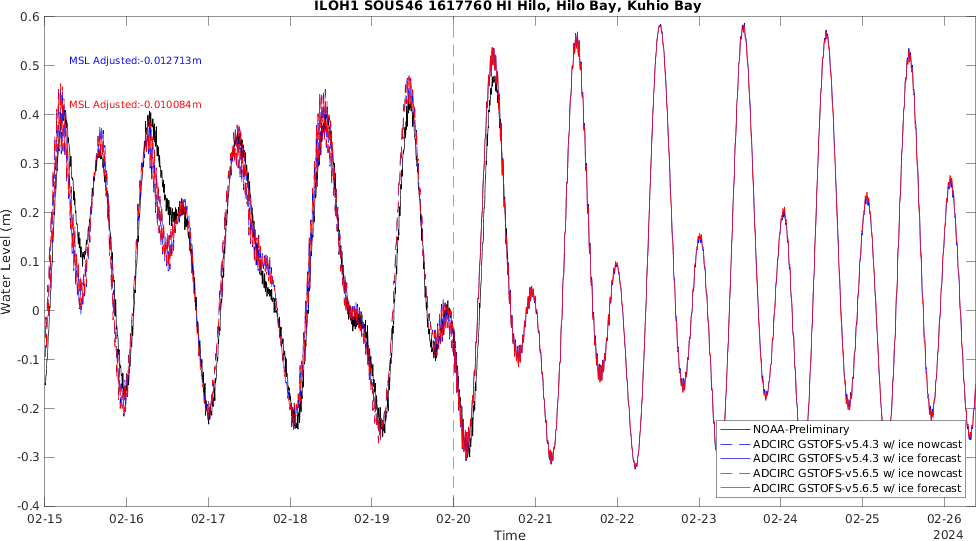 ILOH1 SOUS46 1617760 HI Hilo, Hilo Bay, Kuhio Bay
0.6
0.5
0.4
0.3
0.2
0.1
0
-0.1
-0.2
-0.3
-0.4
Water Level (m)
MSL Adjusted:-0.012713m
MSL Adjusted:-0.010084m
NOAA-Preliminary
ADCIRC GSTOFS-v5.4.3 w/ ice nowcast
ADCIRC GSTOFS-v5.4.3 w/ ice forecast
ADCIRC GSTOFS-v5.6.5 w/ ice nowcast
ADCIRC GSTOFS-v5.6.5 w/ ice forecast
02-15 02-16 02-17 02-18 02-19 02-20 02-21 02-22 02-23 02-24 02-25 02-26
Time
2024